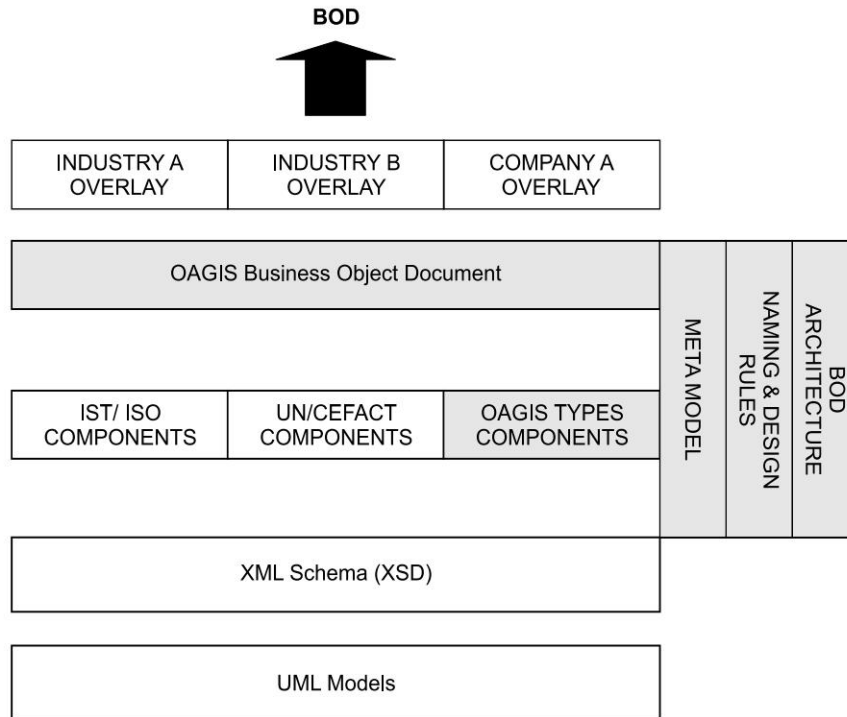 BOD
INDUSTRY A
OVERLAY
INDUSTRY B
OVERLAY
COMPANY A
OVERLAY
OAGIS Business Object Document
META MODEL
NAMING & DESIGN
RULES
BOD
ARCHITECTURE
IST/ ISO
COMPONENTS
UN/CEFACT
COMPONENTS
OAGIS TYPES
COMPONENTS
XML Schema (XSD)
UML Models